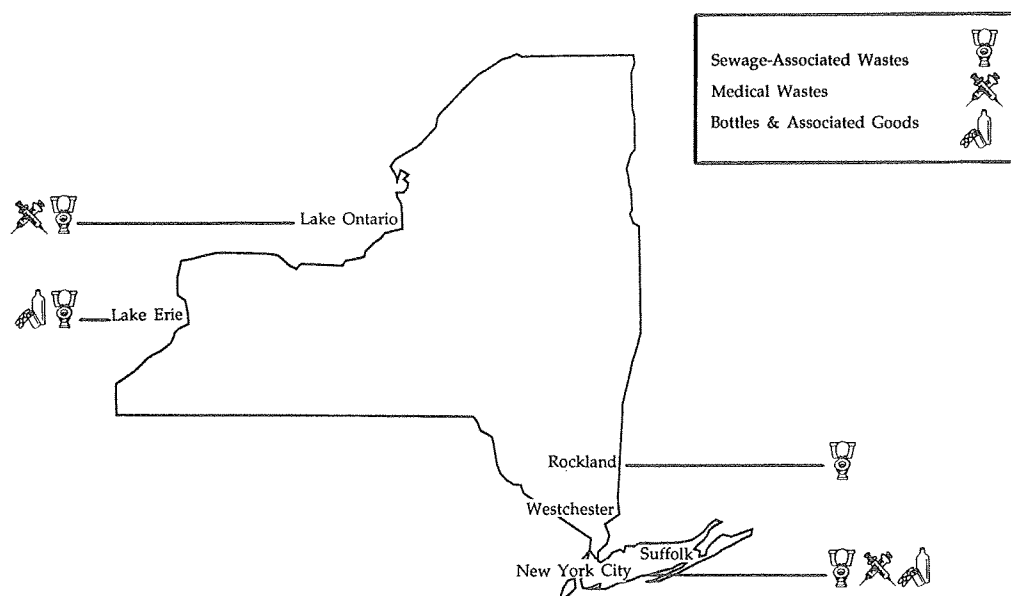 Sewage-Associated Wastes
Medical Wastes
Bottles & Associated Goods
Lake Ontario
Lake Erie
Rockland
Westchester
Suffolk
New York City